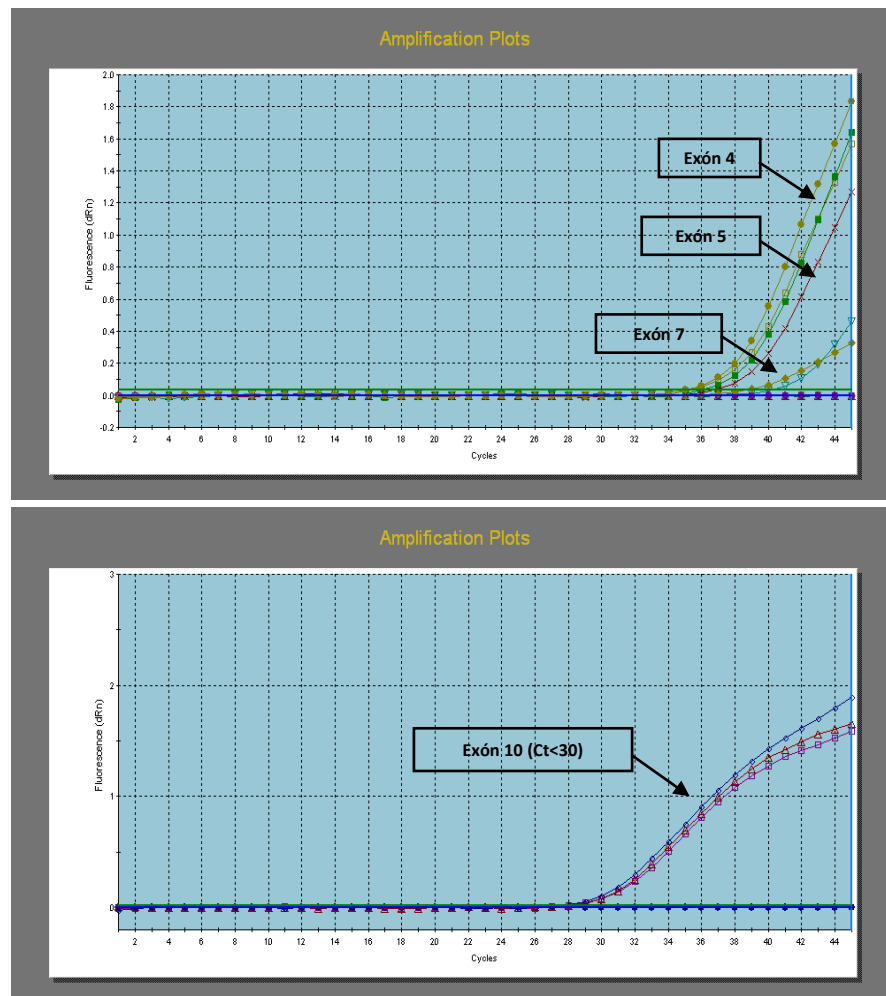 Amplification Plots
2.0
1.8
1.6
1.4
1.2
1.0
0.8
0.6
0.4
0.2
0.0
-0.2
Fluorescence (dRn)
Exón 4
Exón 5
Exón 7
2 4 6 8 10 12 14 16 18 20 22 24 26 28 30 32 34 36 38 40 42 44
Cycles
Amplification Plots
3
2
1
0
Fluorescence (dRn)
Exón 10 (Ct<30)
2 4 6 8 10 12 14 16 18 20 22 24 26 28 30 32 34 36 38 40 42 44
Cycles